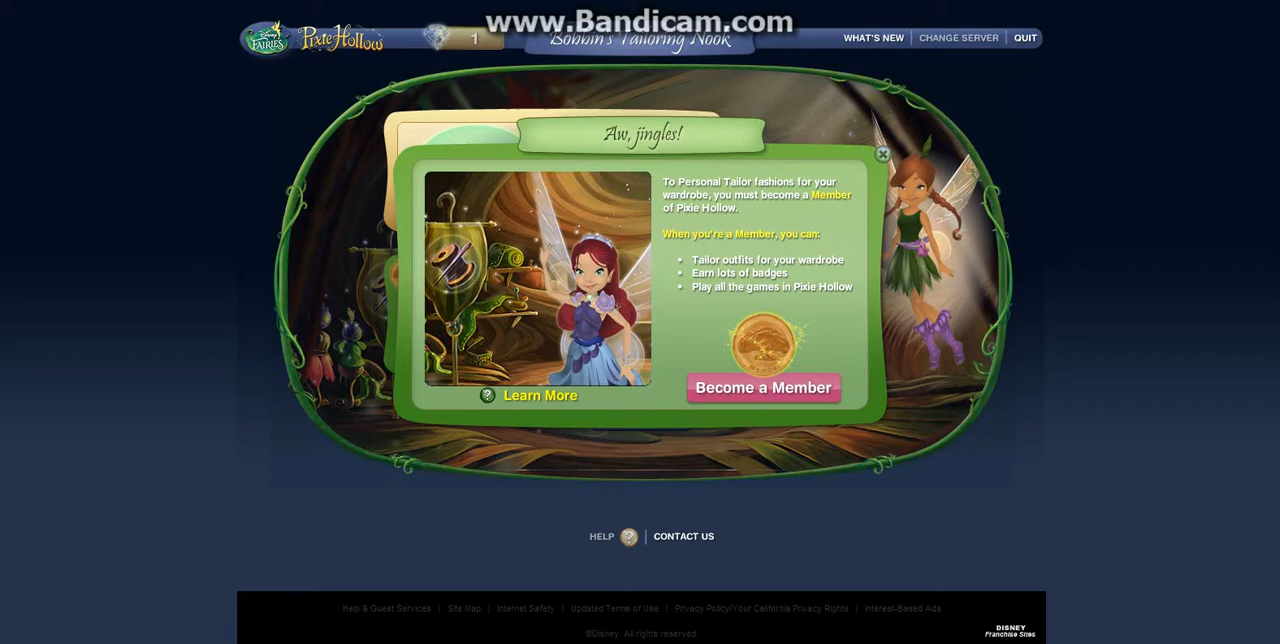 www.Bandicam.com
Disney FAIRIES Pixie Hollow
1
Bobbin's Tailoring Nook
WHAT'S NEW | CHANGE SERVER | QUIT
Aw, jingles!
To Personal Tailor fashions for your
wardrobe, you must become a Member
of Pixie Hollow.
When you're a Member, you can:
• Tailor outfits for your wardrobe
• Earn lots of badges
• Play all the games in Pixie Hollow
MEMBER
Become a Member
? Learn More
HELP ? | CONTACT US
Help & Guest Services | Site Map | Internet Safety | Updated Terms of Use | Privacy Policy/Your California Privacy Rights | Interest-Based Ads
©Disney. All rights reserved.
DISNEY
Franchise Sites